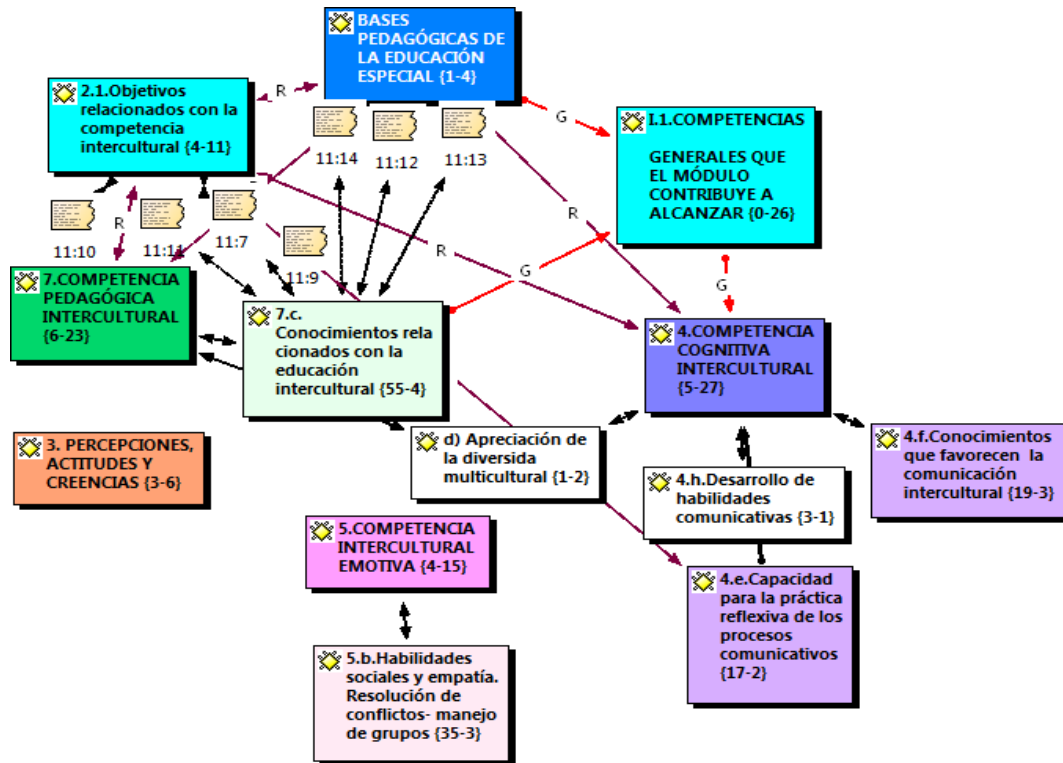 BASES
PEDAGÓGICAS DE
LA EDUCACIÓN
ESPECIAL {1-4}
2.1.Objetivos
relacionados con la
competencia
intercultural {4-11}
R
G
I.1.COMPETENCIAS
GENERALES QUE
EL MÓDULO
CONTRIBUYE A
ALCANZAR {0-26}
11:14
11:12
11:13
11:10
R
11:11
11:7
11:9
R
R
G
G
7.COMPETENCIA
PEDAGÓGICA
INTERCULTURAL
{6-23}
7.c.
Conocimientos rela
cionados con la
educación
intercultural {55-4}
4.COMPETENCIA
COGNITIVA
INTERCULTURAL
{5-27}
3. PERCEPCIONES,
ACTITUDES Y
CREENCIAS {3-6}
d) Apreciación de
la diversida
multicultural {1-2}
4.h.Desarrollo de
habilidades
comunicativas {3-1}
4.f.Conocimientos
que favorecen la
comunicación
intercultural {19-3}
5.COMPETENCIA
INTERCULTURAL
EMOTIVA {4-15}
4.e.Capacidad
para la práctica
reflexiva de los
procesos
comunicativos
{17-2}
5.b.Habilidades
sociales y empatía.
Resolución de
conflictos- manejo
de grupos {35-3}